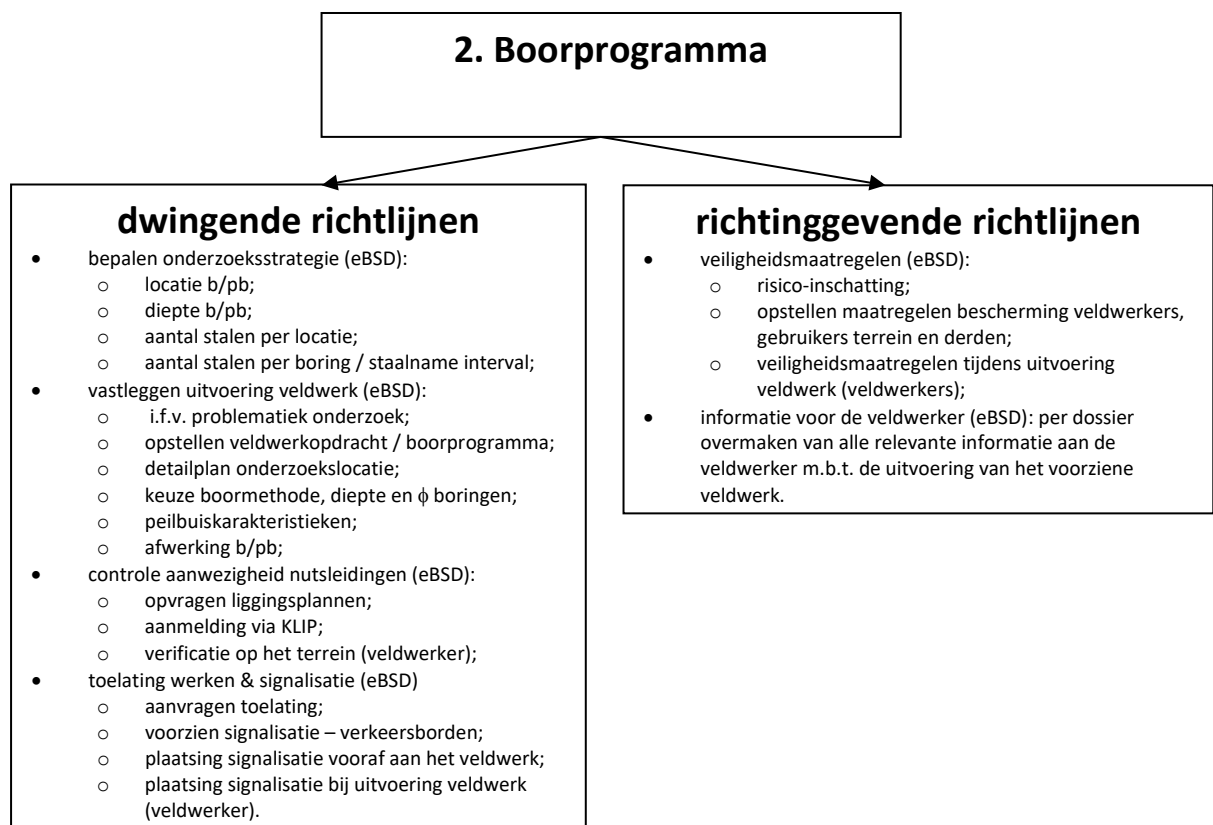 2. Boorprogramma
dwingende richtlijnen
• bepalen onderzoeksstrategie (eBSD):
o locatie b/pb;
o diepte b/pb;
o aantal stalen per locatie;
o aantal stalen per boring / staalname interval;
• vastleggen uitvoering veldwerk (eBSD):
o i.f.v. problematiek onderzoek;
o opstellen veldwerkopdracht / boorprogramma;
o detailplan onderzoekslocatie;
o keuze boormethode, diepte en ϕ boringen;
o peilbuiskarakteristieken;
o afwerking b/pb;
• controle aanwezigheid nutsleidingen (eBSD):
o opvragen liggingsplannen;
o aanmelding via KLIP;
o verificatie op het terrein (veldwerker);
• toelating werken & signalisatie (eBSD)
o aanvragen toelating;
o voorzien signalisatie – verkeersborden;
o plaatsing signalisatie vooraf aan het veldwerk;
o plaatsing signalisatie bij uitvoering veldwerk
(veldwerker).
richtinggevende richtlijnen
• veiligheidsmaatregelen (eBSD):
o risico-inschatting;
o opstellen maatregelen bescherming veldwerkers,
gebruikers terrein en derden;
o veiligheidsmaatregelen tijdens uitvoering
veldwerk (veldwerkers);
• informatie voor de veldwerker (eBSD): per dossier
overmaken van alle relevante informatie aan de
veldwerker m.b.t. de uitvoering van het voorziene
veldwerk.